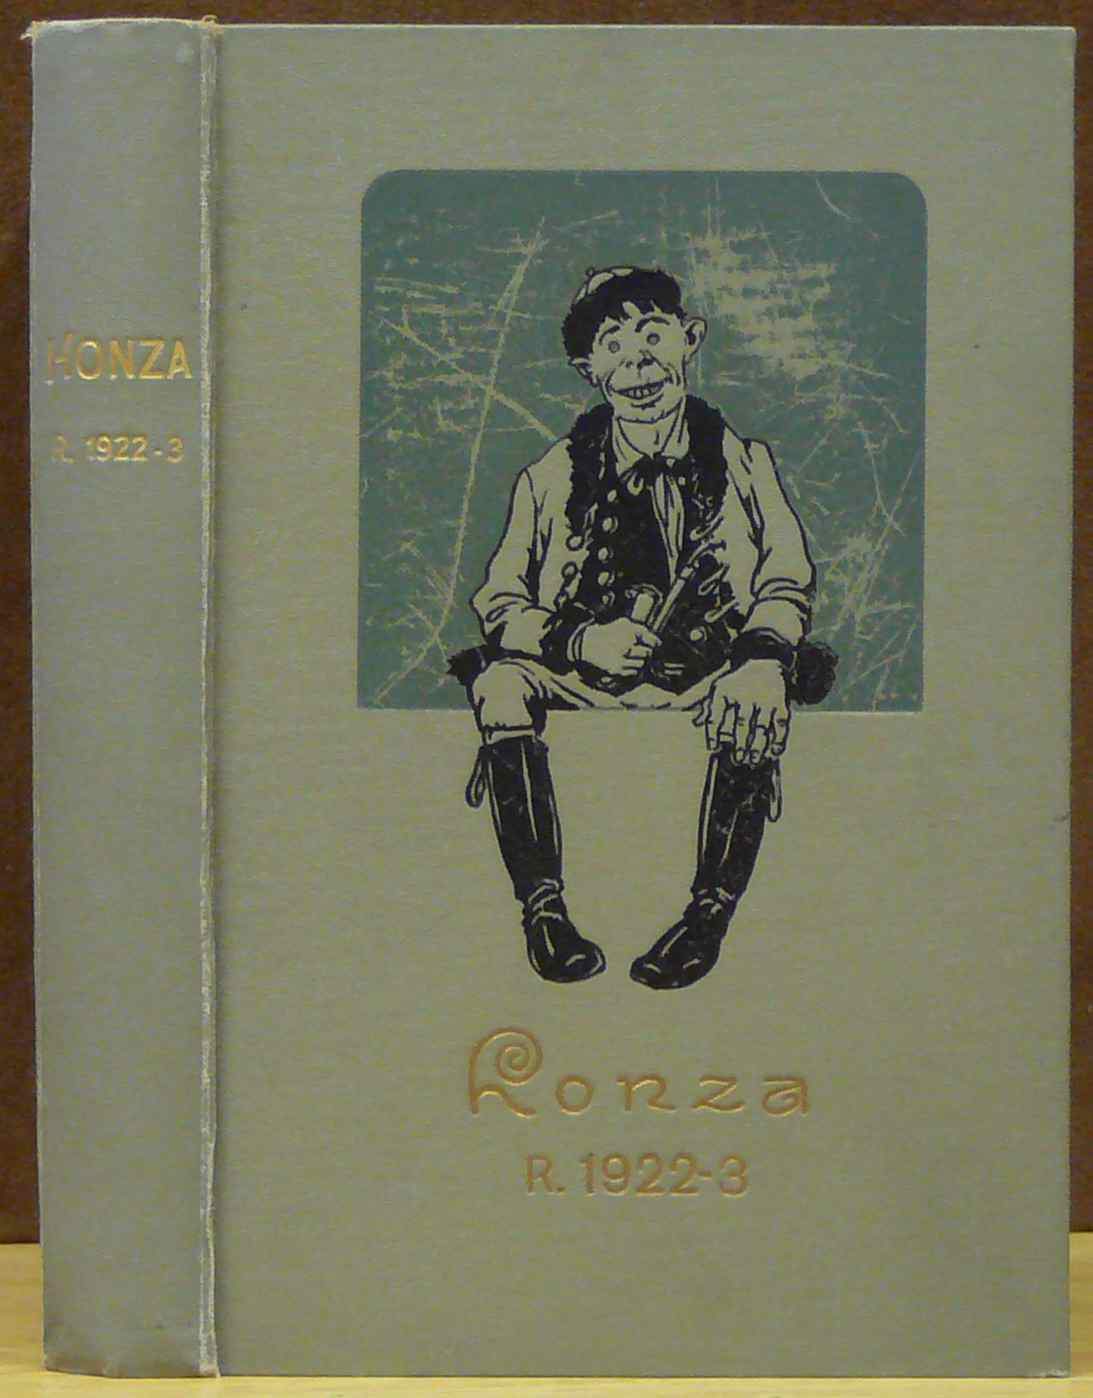 HONZA
R. 1922-3
Honza
R. 1922-3